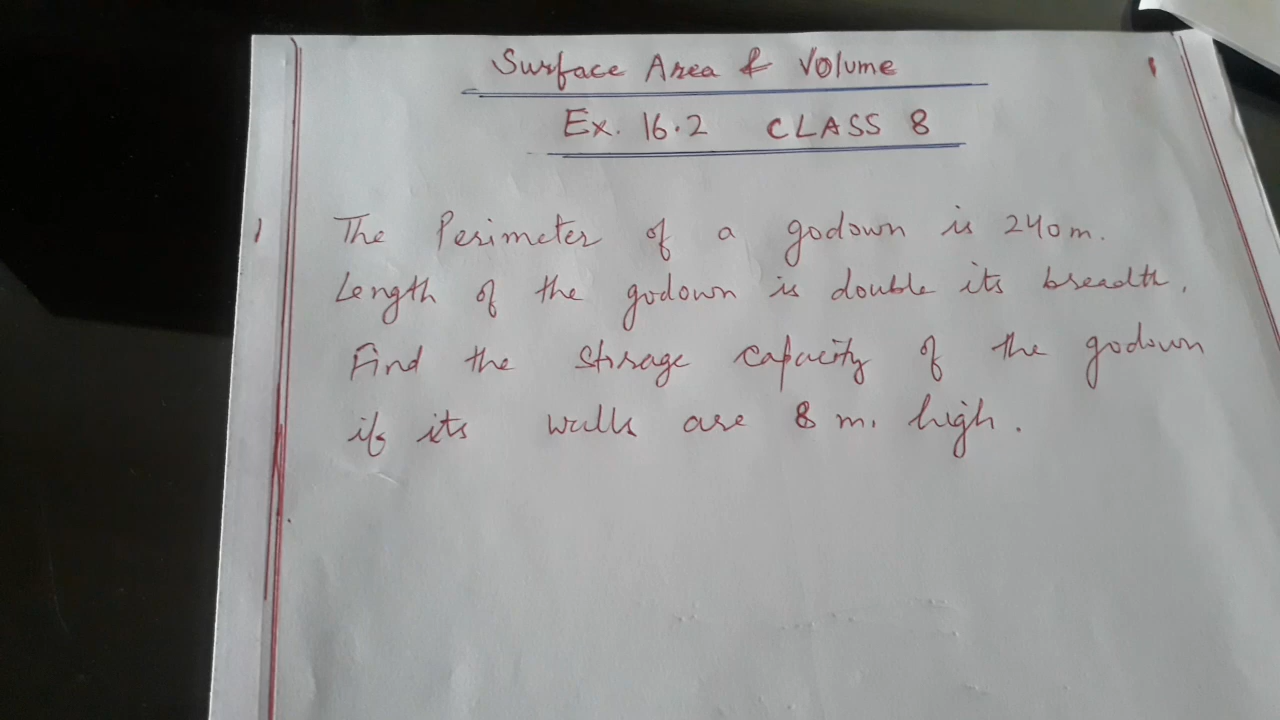 1
Surface Area & Volume
Ex. 16.2 CLASS 8
1 The Perimeter of a godown is 240m.
Length of the godown is double its breadth.
Find the storage capacity of the godown
if its walls are 8 m. high.